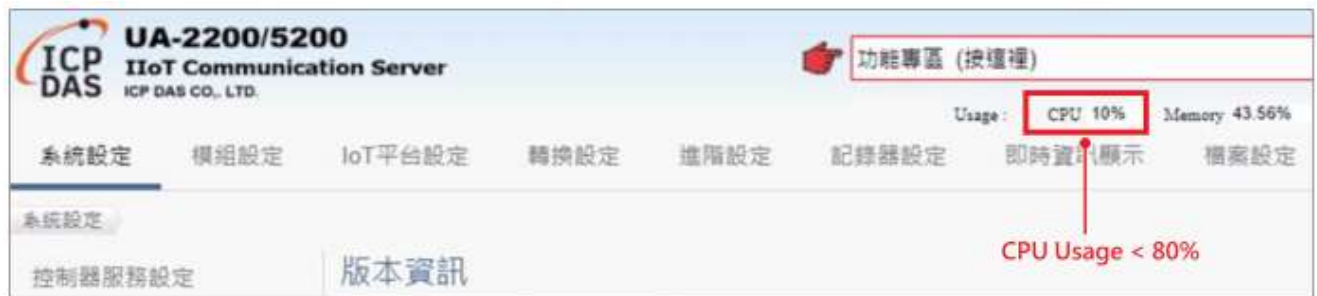 ICP DAS
UA-2200/5200
IIoT Communication Server
ICP DAS CO,. LTD.
功能專區 (按這裡)
Usage : CPU 10% Memory 43.56%
系統設定 模組設定 IoT平台設定 轉換設定 進階設定 記錄器設定 即時資訊顯示 檔案設定
系統設定
CPU Usage < 80%
控制器服務設定 版本資訊